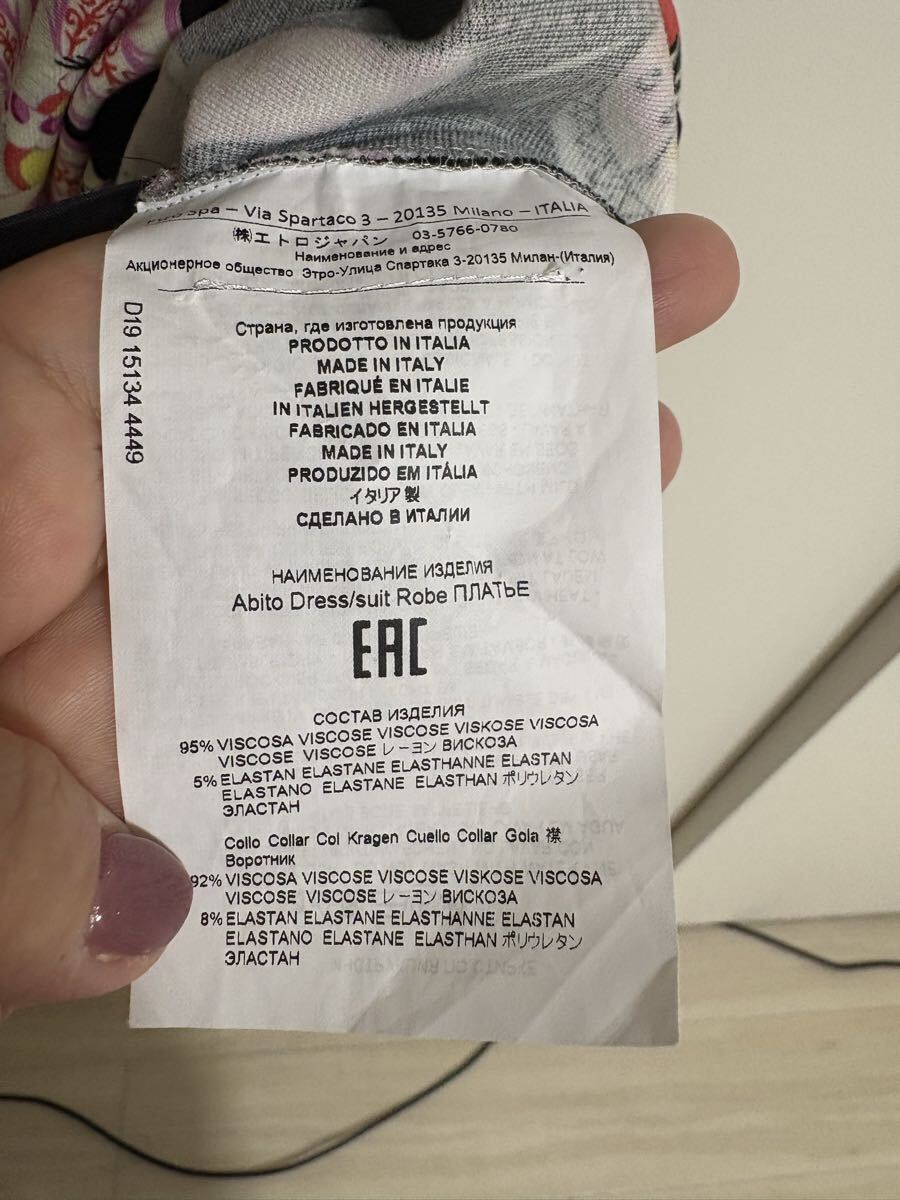 Spa – Via Spartaco 3 – 20135 Milano – ITALIA
㈱エトロジャパン 03-5766-0780
Наименование и адрес
Акционерное общество Этро-Улица Спартака 3-20135 Милан-(Италия)
D19 15134 4449
Страна, где изготовлена продукция
PRODOTTO IN ITALIA
MADE IN ITALY
FABRIQUÉ EN ITALIE
IN ITALIEN HERGESTELLT
FABRICADO EN ITALIA
MADE IN ITALY
PRODUZIDO EM ITÁLIA
イタリア製
СДЕЛАНО В ИТАЛИИ
НАИМЕНОВАНИЕ ИЗДЕЛИЯ
Abito Dress/suit Robe ПЛАТЬЕ
EAC
СОСТАВ ИЗДЕЛИЯ
95% VISCOSA VISCOSE VISCOSE VISKOSE VISCOSA
VISCOSE VISCOSE レーヨン ВИСКОЗА
5% ELASTAN ELASTANE ELASTHANNE ELASTAN
ELASTANO ELASTANE ELASTHAN ポリウレタン
ЭЛАСТАН
Collo Collar Col Kragen Cuello Collar Gola 襟
Воротник
92% VISCOSA VISCOSE VISCOSE VISKOSE VISCOSA
VISCOSE VISCOSE レーヨン ВИСКОЗА
8% ELASTAN ELASTANE ELASTHANNE ELASTAN
ELASTANO ELASTANE ELASTHAN ポリウレタン
ЭЛАСТАН